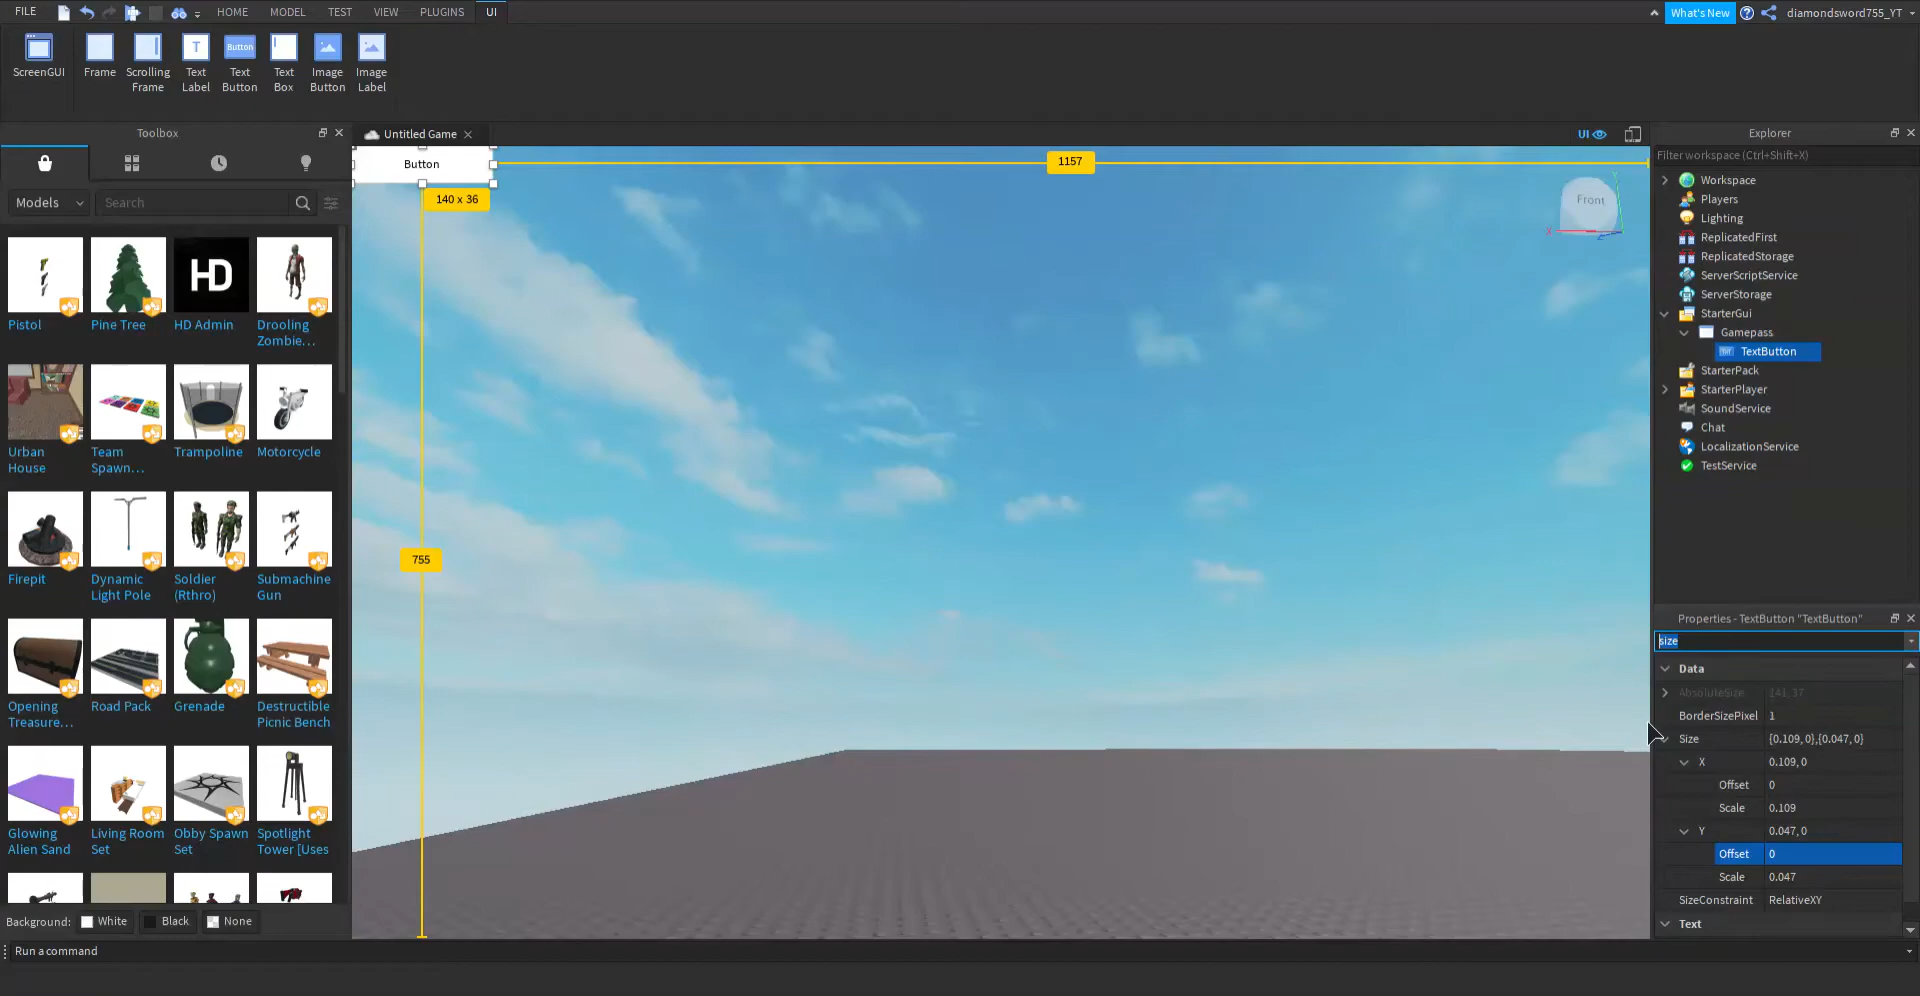 FILE
HOME
MODEL
TEST
VIEW
PLUGINS
UI
What's New
diamondsword755_YT
ScreenGUI
Frame
Scrolling
Frame
T
Text
Label
Button
Text
Button
Text
Box
Image
Button
Image
Label
Toolbox
Models
Search
HD
Pistol
Pine Tree
HD Admin
Drooling
Zombie...
Urban
House
Team
Spawn...
Trampoline
Motorcycle
Firepit
Dynamic
Light Pole
Soldier
(Rthro)
Submachine
Gun
Opening
Treasure...
Road Pack
Grenade
Destructible
Picnic Bench
Glowing
Alien Sand
Living Room
Set
Obby Spawn
Set
Spotlight
Tower [Uses
Background:
White
Black
None
Run a command
Untitled Game
UI
Button
1157
140 x 36
755
Front
X
Y
Explorer
Filter workspace (Ctrl+Shift+X)
Workspace
Players
Lighting
ReplicatedFirst
ReplicatedStorage
ServerScriptService
ServerStorage
StarterGui
Gamepass
TextButton
StarterPack
StarterPlayer
SoundService
Chat
LocalizationService
TestService
Properties - TextButton "TextButton"
size
Data
AbsoluteSize 141, 37
BorderSizePixel 1
Size {0.109, 0},{0.047, 0}
X 0.109, 0
Offset 0
Scale 0.109
Y 0.047, 0
Offset 0
Scale 0.047
SizeConstraint RelativeXY
Text